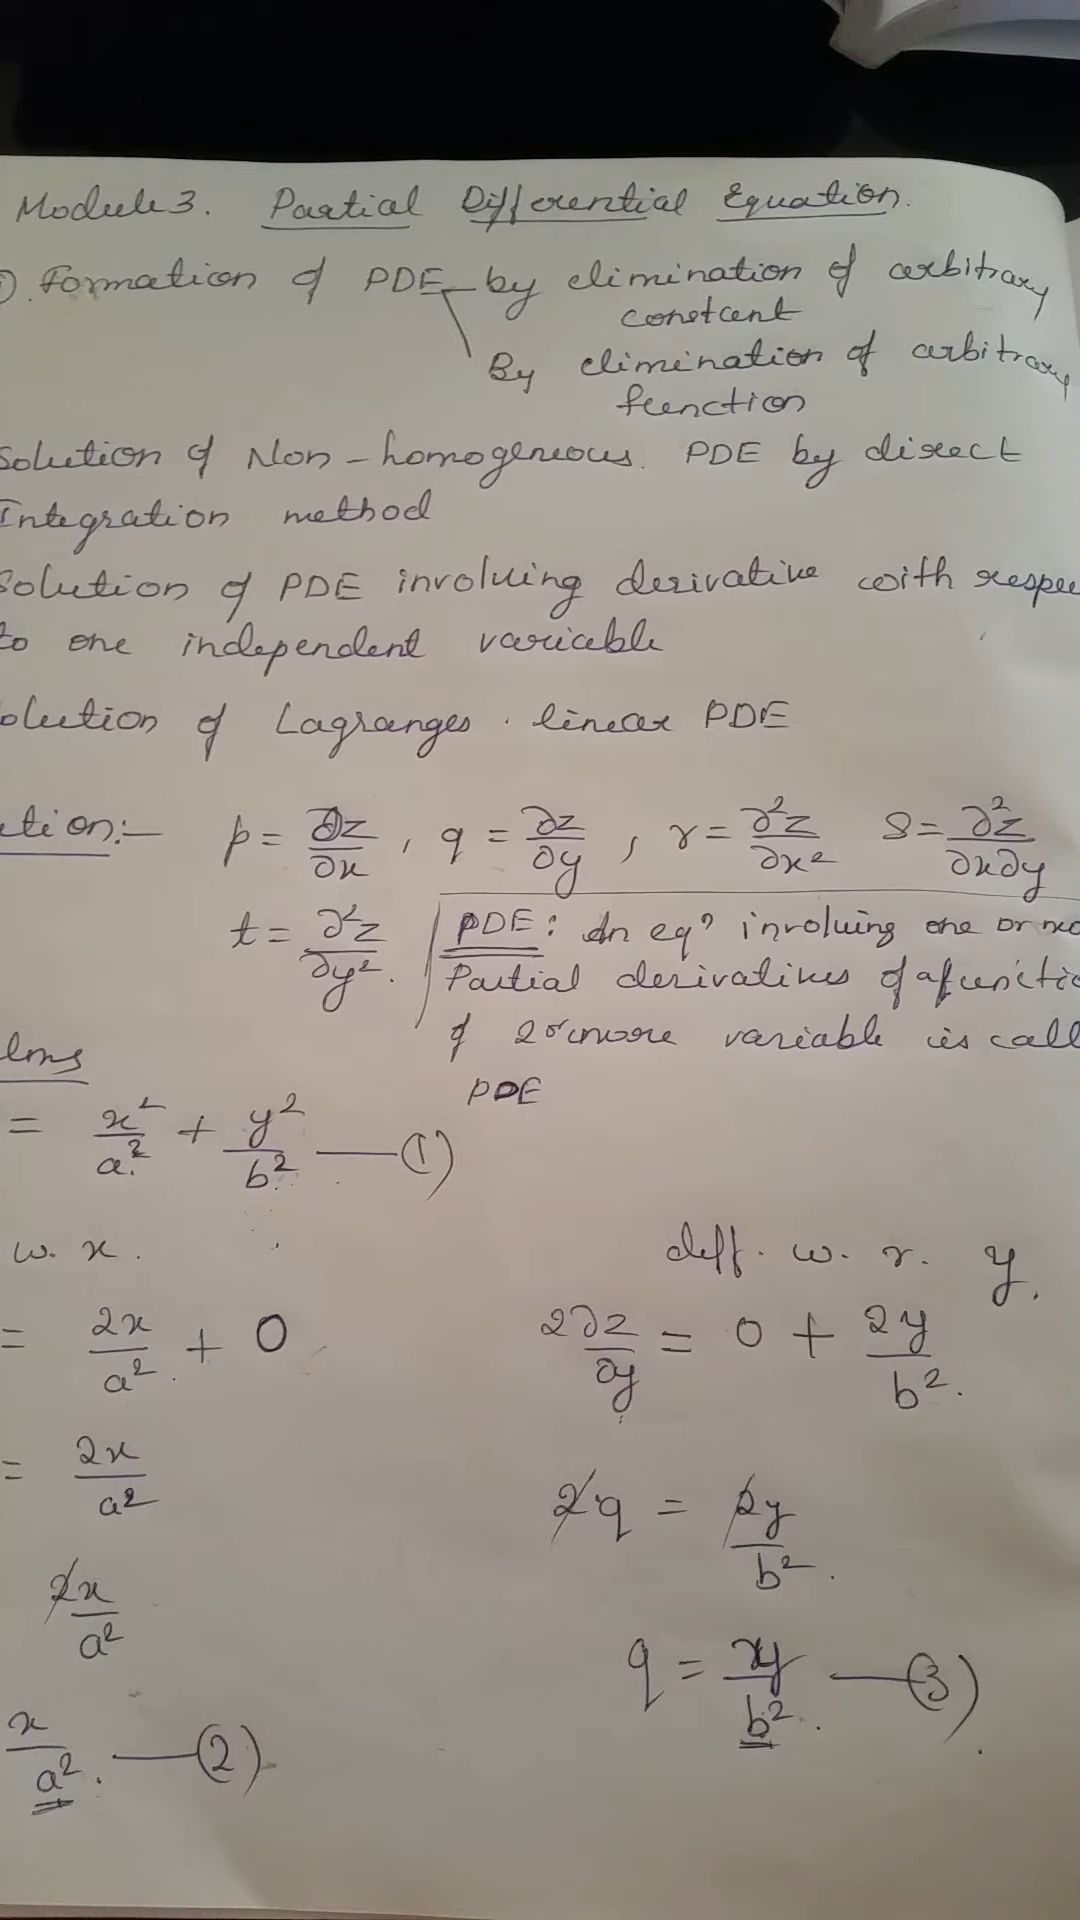 Module 3. Partial Differential Equation.
Formation of PDE by elimination of arbitrary
constant
By elimination of arbitrary
function
Solution of Non-homogeneous. PDE by direct
Integration method
Solution of PDE involving derivative with respe
to one independent variable
olution of Lagranges. linear PDE
ation:- p = ∂z/∂x , q = ∂z/∂y , r = ∂²z/∂x² S = ∂²z/∂x∂y
t = ∂²z/∂y². PDE: An eqⁿ involving one or mo
Partial derivatives of a functio
of 2 or more variable is call
PDE
lms
= x²/a² + y²/b² —(1)
w. x. diff. w. r. y.
= 2x/a² + 0 2∂z/∂y = 0 + 2y/b².
= 2x/a²
2q = 2y/b².
2x/a²
q = y/b². —(3)
x/a². —(2)